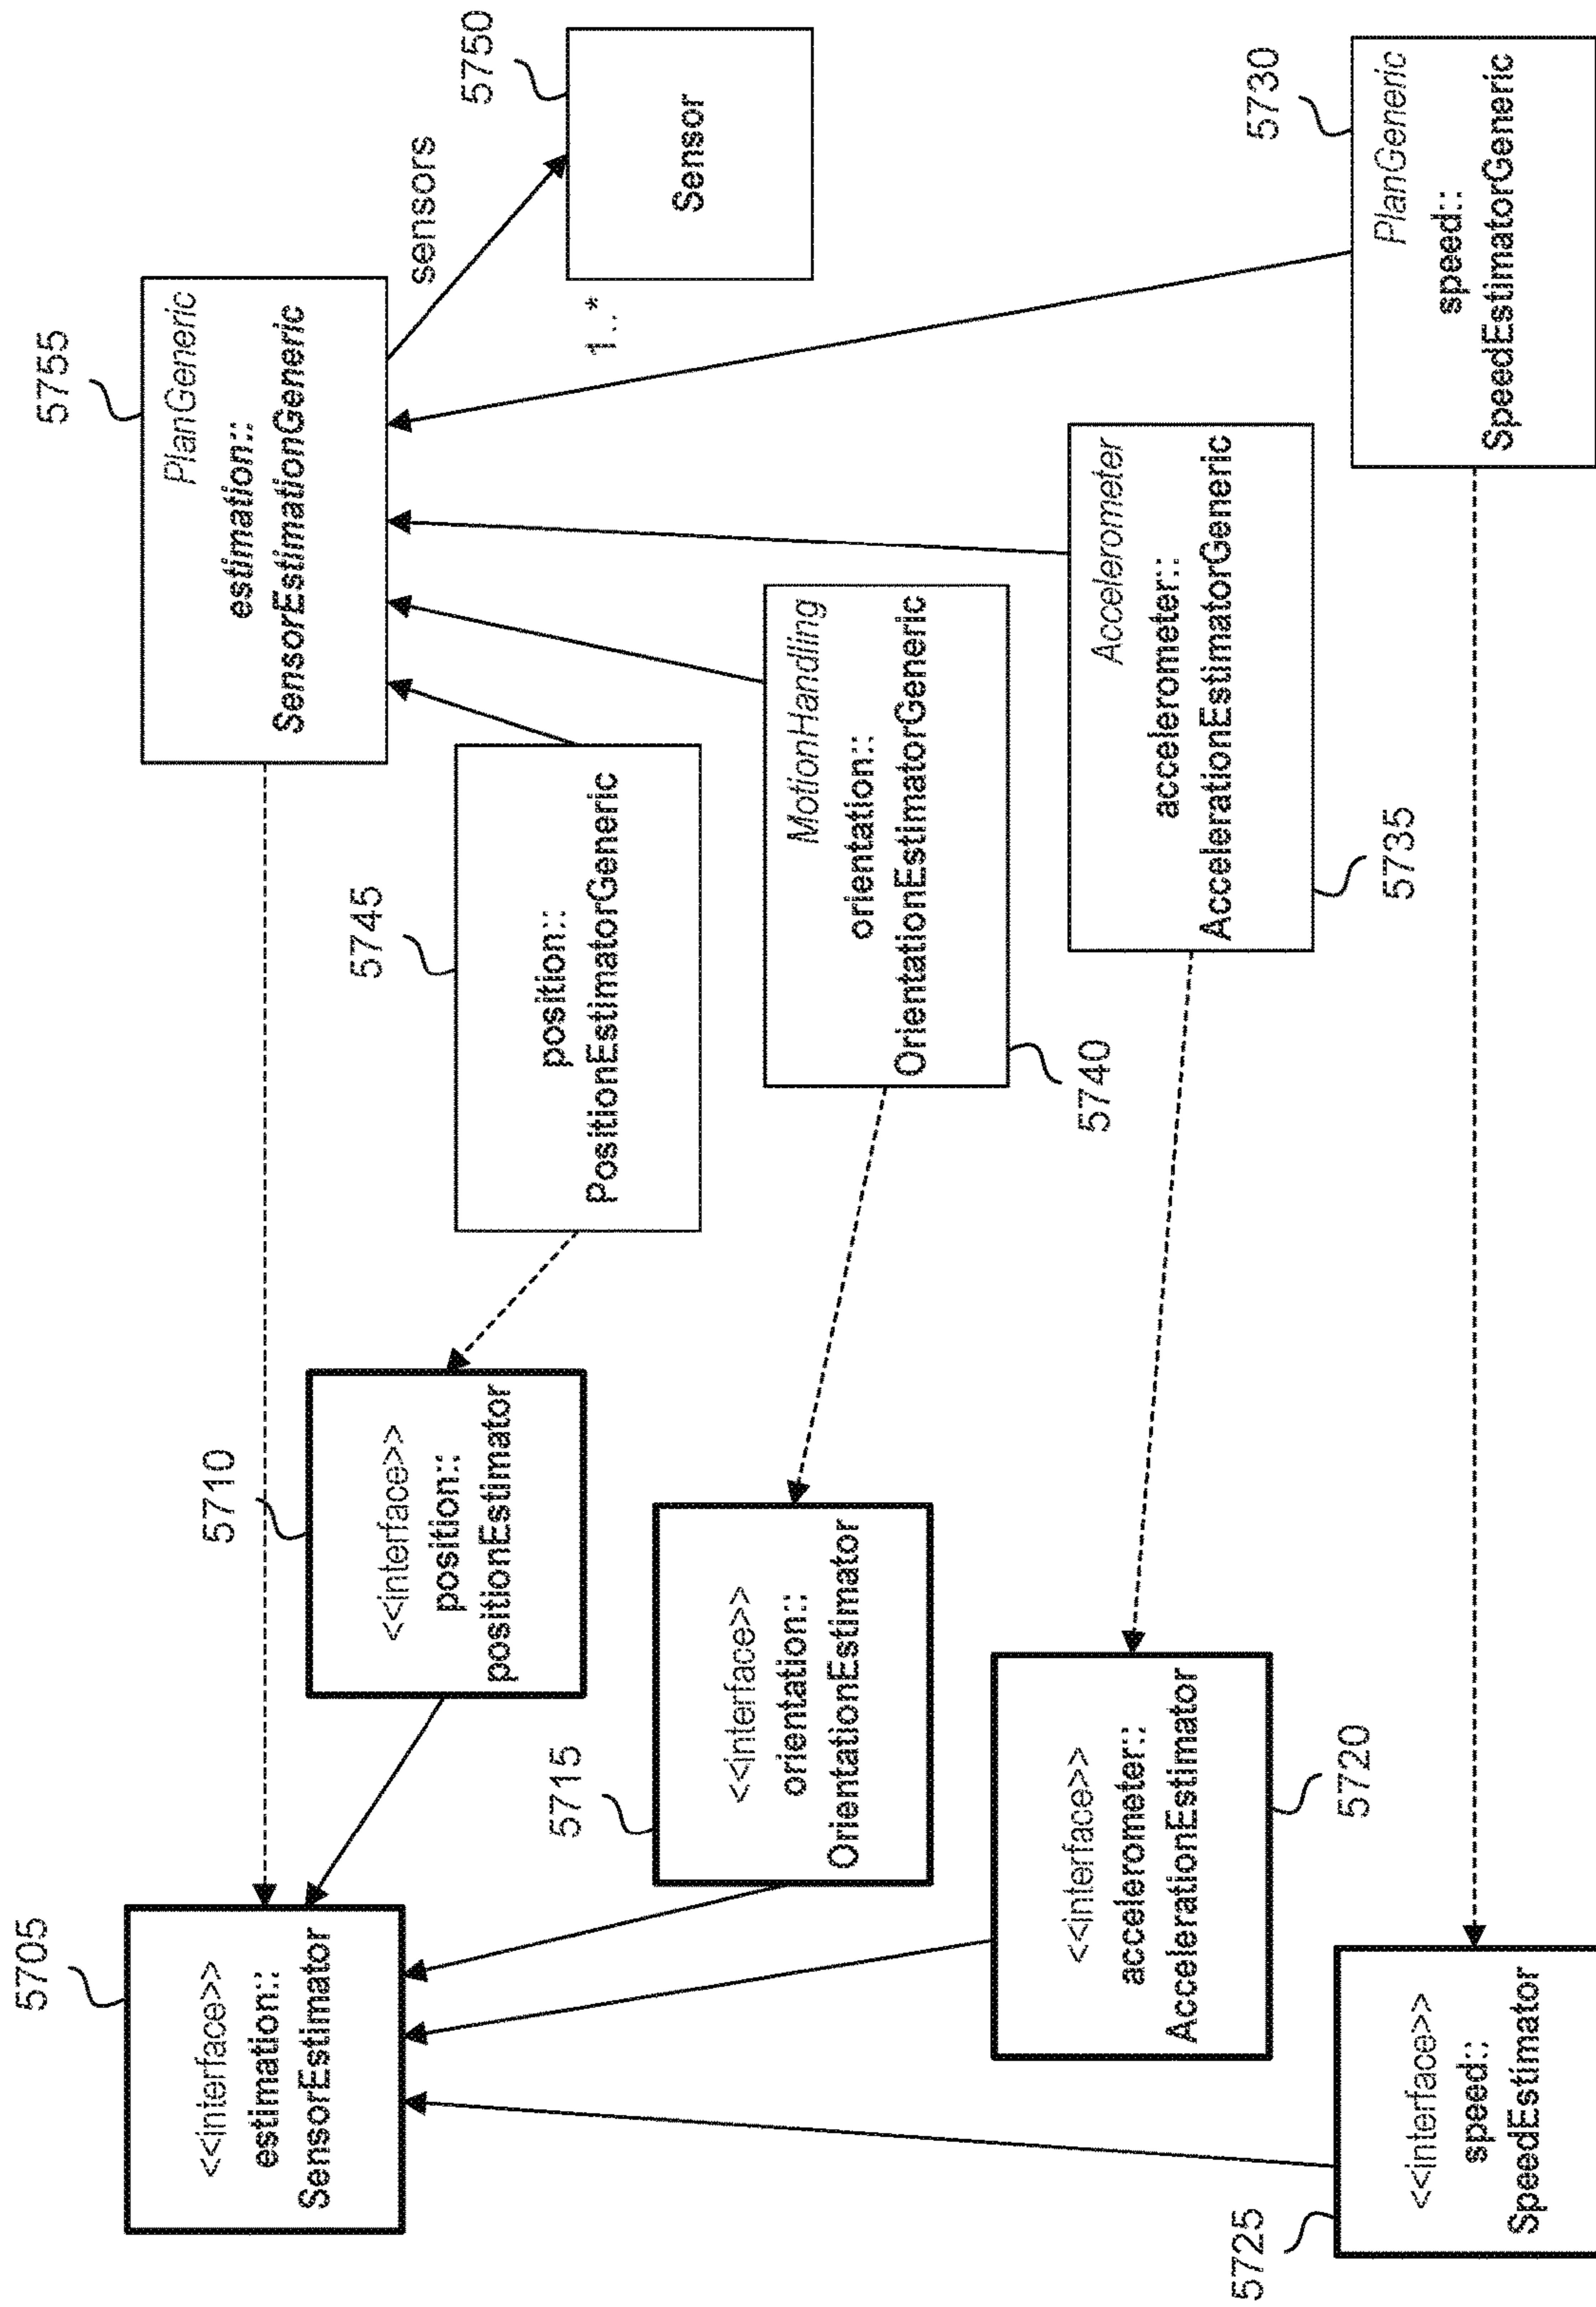 5705
<<interface>>
estimation::
SensorEstimator
5710
<<interface>>
position::
positionEstimator
5715
<<interface>>
orientation::
OrientationEstimator
<<interface>>
accelerometer::
AccelerationEstimator
5720
5725
<<interface>>
speed::
SpeedEstimator
5755
PlanGeneric
estimation::
SensorEstimationGeneric
sensors
5750
Sensor
1..*
5745
position::
PositionEstimatorGeneric
MotionHandling
orientation::
OrientationEstimatorGeneric
5740
Accelerometer
accelerometer::
AccelerationEstimatorGeneric
5735
5730
PlanGeneric
speed::
SpeedEstimatorGeneric